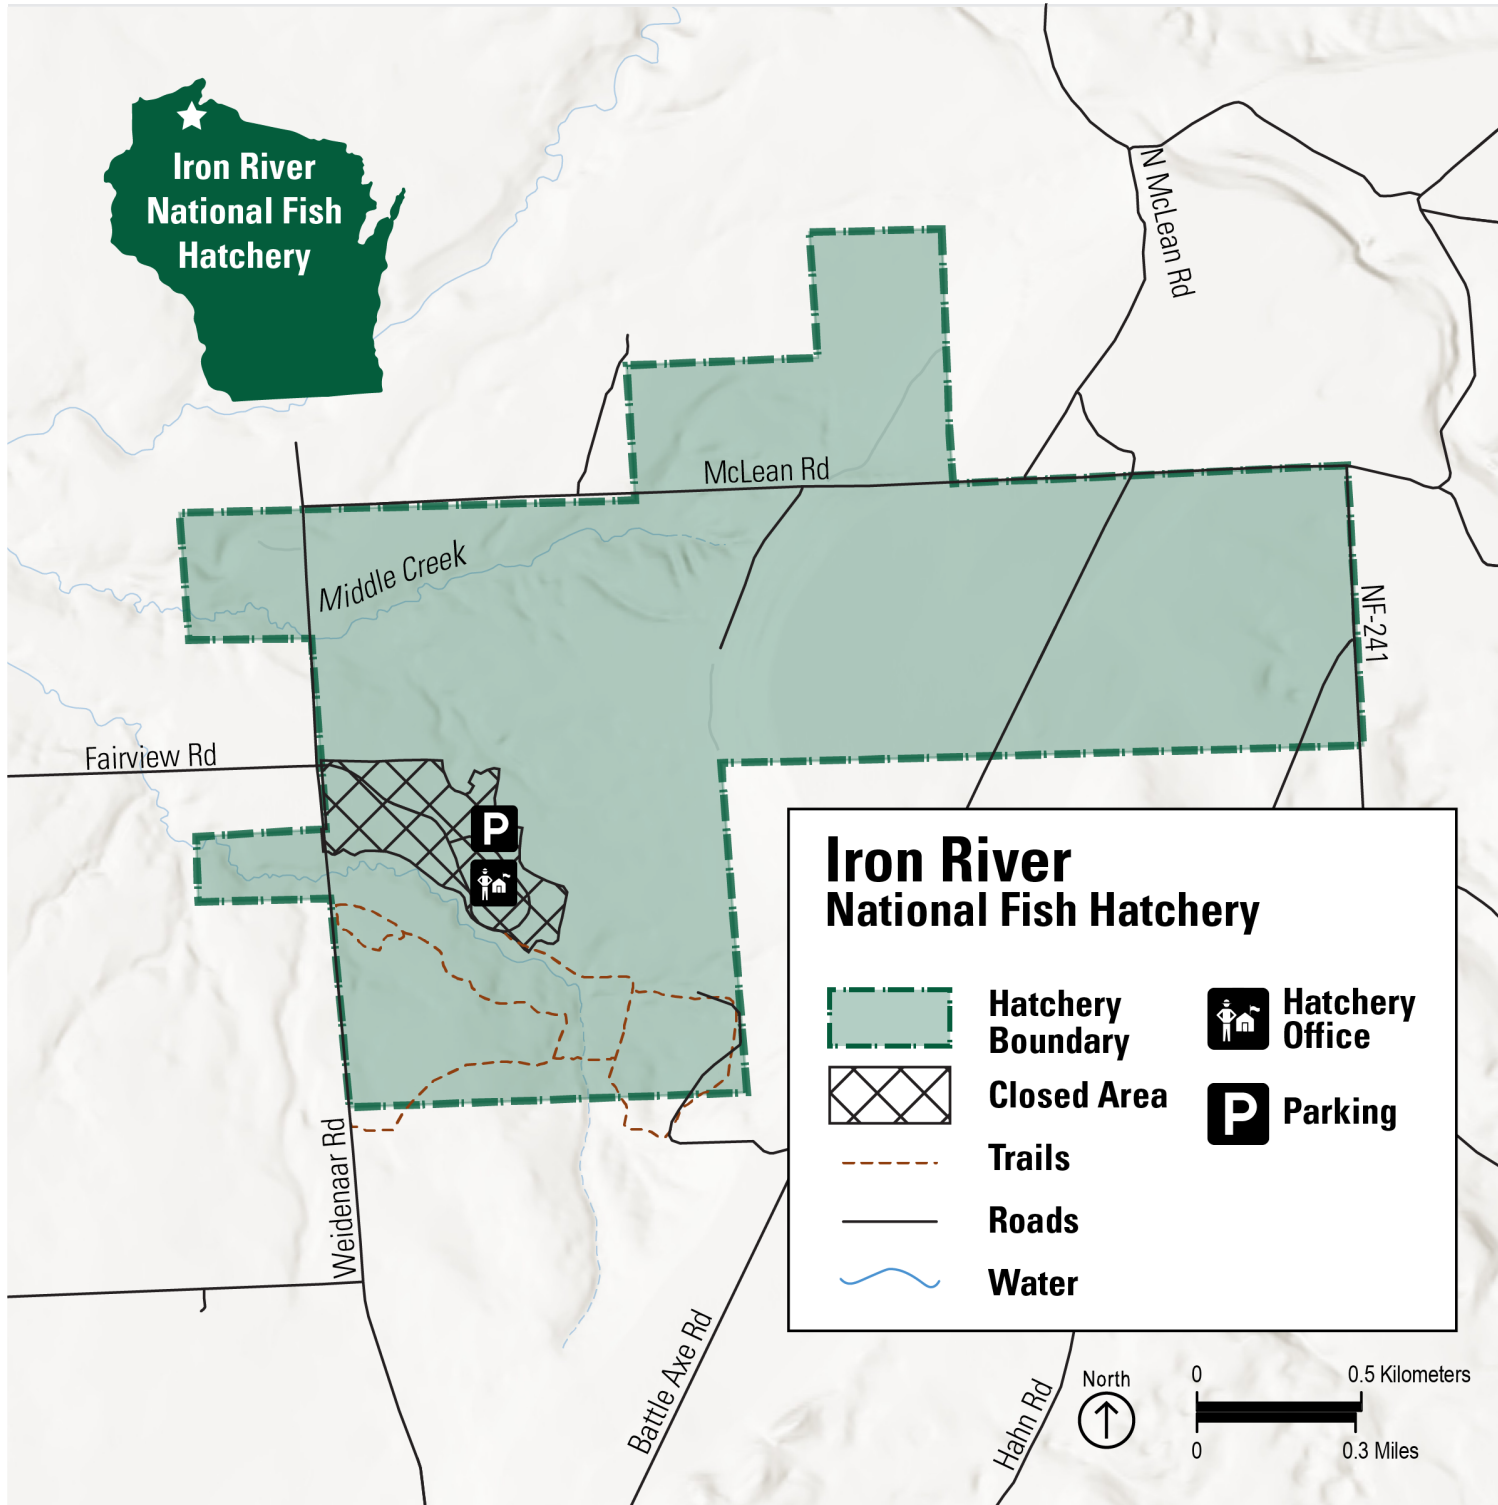 Iron River
National Fish
Hatchery
N McLean Rd
McLean Rd
Middle Creek
NF-241
Fairview Rd
P
Weidenaar Rd
Battle Axe Rd
Hahn Rd
Iron River
National Fish Hatchery
Hatchery
Boundary
Closed Area
Trails
Roads
Water
Hatchery
Office
P
Parking
North
0
0.5 Kilometers
0
0.3 Miles